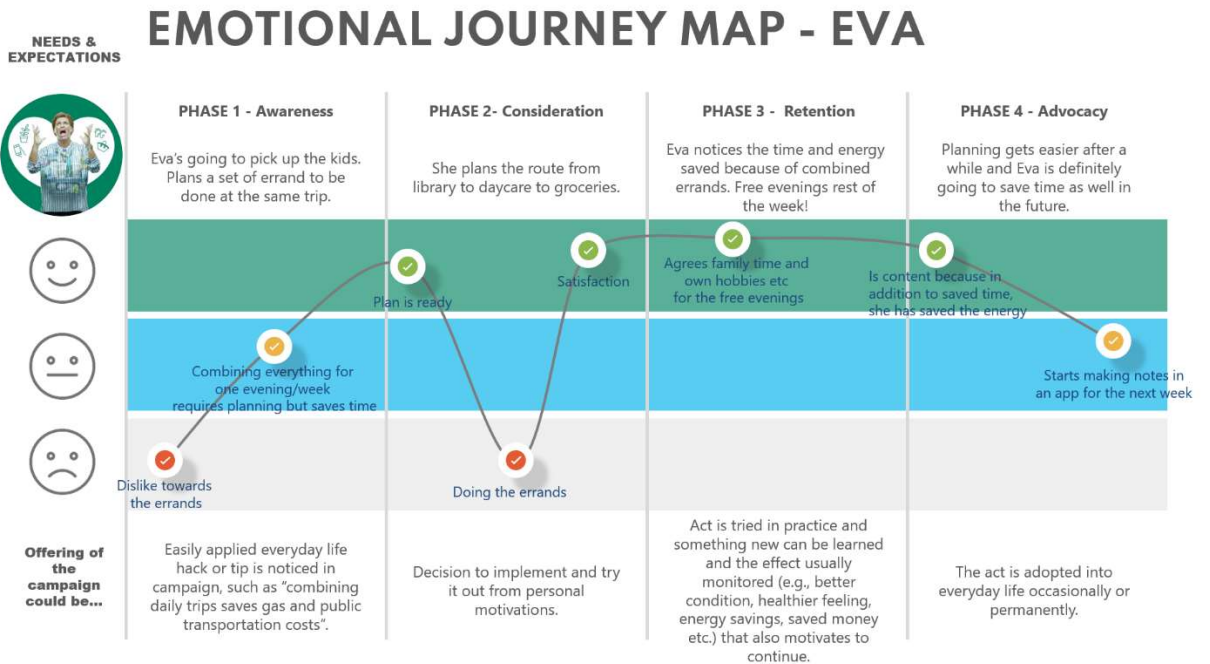 EMOTIONAL JOURNEY MAP - EVA
NEEDS &
EXPECTATIONS
PHASE 1 - Awareness
Eva's going to pick up the kids.
Plans a set of errand to be
done at the same trip.
PHASE 2- Consideration
She plans the route from
library to daycare to groceries.
PHASE 3 - Retention
Eva notices the time and energy
saved because of combined
errands. Free evenings rest of
the week!
PHASE 4 - Advocacy
Planning gets easier after a
while and Eva is definitely
going to save time as well in
the future.
Dislike towards
the errands
Combining everything for
one evening/week
requires planning but saves time
Plan is ready
Doing the errands
Satisfaction
Agrees family time and
own hobbies etc
for the free evenings
Is content because in
addition to saved time,
she has saved the energy
Starts making notes in
an app for the next week
Offering of
the
campaign
could be...
Easily applied everyday life
hack or tip is noticed in
campaign, such as "combining
daily trips saves gas and public
transportation costs".
Decision to implement and try
it out from personal
motivations.
Act is tried in practice and
something new can be learned
and the effect usually
monitored (e.g., better
condition, healthier feeling,
energy savings, saved money
etc.) that also motivates to
continue.
The act is adopted into
everyday life occasionally or
permanently.